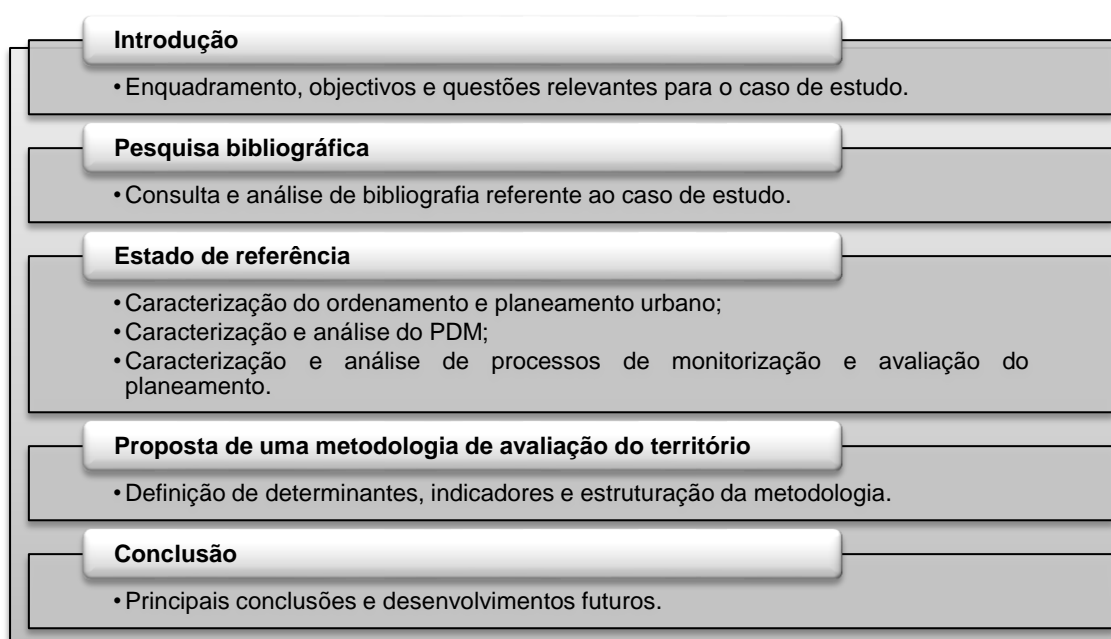 Introdução
• Enquadramento, objectivos e questões relevantes para o caso de estudo.
Pesquisa bibliográfica
• Consulta e análise de bibliografia referente ao caso de estudo.
Estado de referência
• Caracterização do ordenamento e planeamento urbano;
• Caracterização e análise do PDM;
• Caracterização e análise de processos de monitorização e avaliação do
planeamento.
Proposta de uma metodologia de avaliação do território
• Definição de determinantes, indicadores e estruturação da metodologia.
Conclusão
• Principais conclusões e desenvolvimentos futuros.